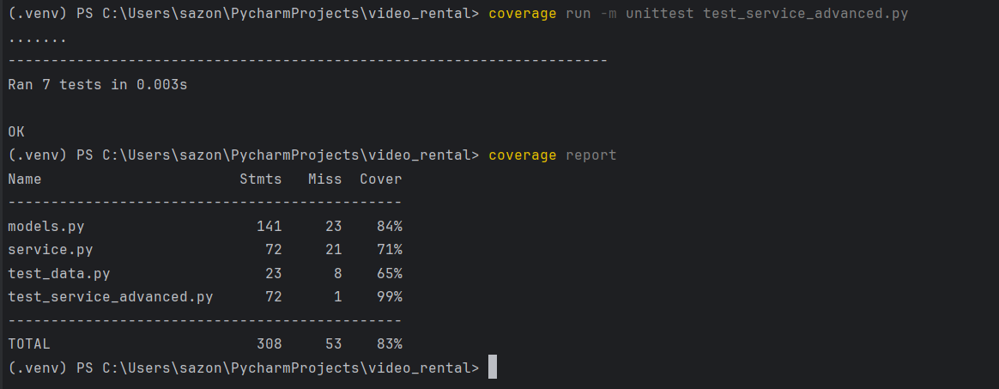 (.venv) PS C:\Users\sazon\PycharmProjects\video_rental> coverage run -m unittest test_service_advanced.py
.......
----------------------------------------------------------------------
Ran 7 tests in 0.003s

OK
(.venv) PS C:\Users\sazon\PycharmProjects\video_rental> coverage report
Name                       Stmts   Miss  Cover
----------------------------------------------
models.py                    141     23    84%
service.py                    72     21    71%
test_data.py                  23      8    65%
test_service_advanced.py      72      1    99%
----------------------------------------------
TOTAL                        308     53    83%
(.venv) PS C:\Users\sazon\PycharmProjects\video_rental>